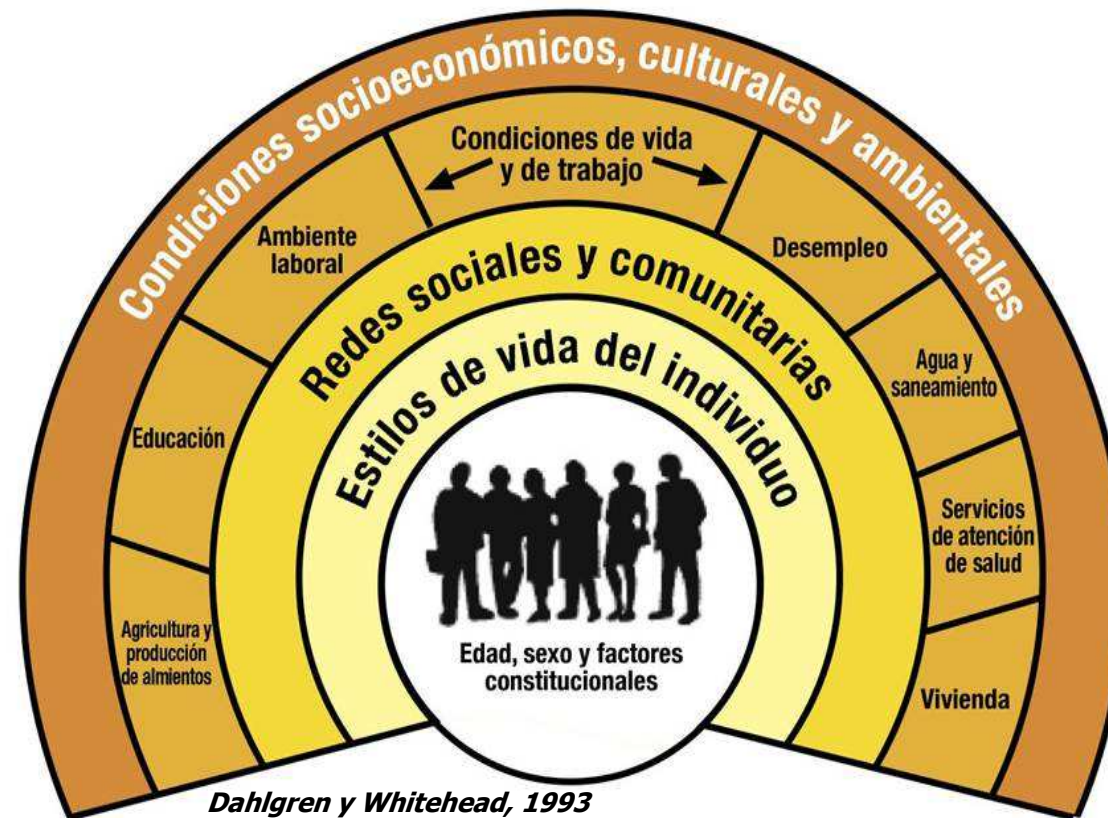 Condiciones socioeconómicos, culturales y ambientales
Condiciones de vida
y de trabajo
Ambiente
laboral
Desempleo
Redes sociales y comunitarias
Agua y
saneamiento
Estilos de vida del individuo
Educación
Servicios
de atención
de salud
Agricultura y
producción
de almientos
Edad, sexo y factores
constitucionales
Vivienda
Dahlgren y Whitehead, 1993